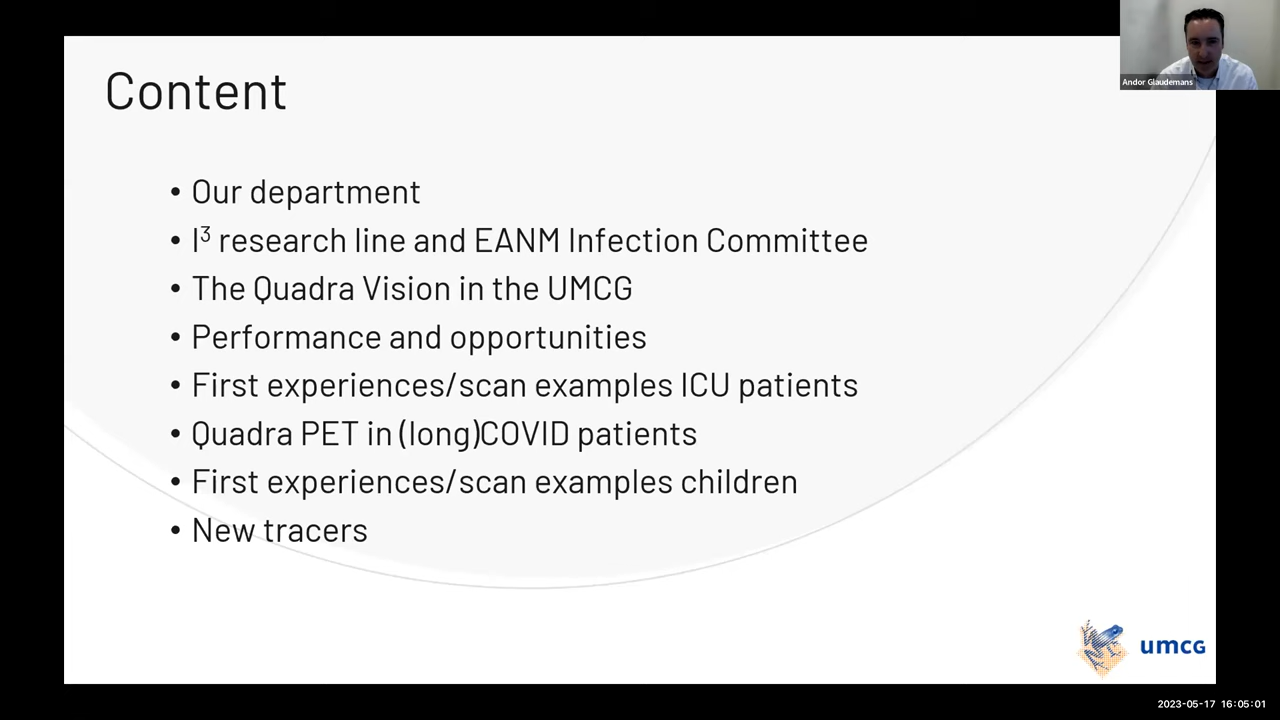 Content
Andor Glaudemans
• Our department
• I³ research line and EANM Infection Committee
• The Quadra Vision in the UMCG
• Performance and opportunities
• First experiences/scan examples ICU patients
• Quadra PET in (long)COVID patients
• First experiences/scan examples children
• New tracers
umcg
2023-05-17 16:05:01